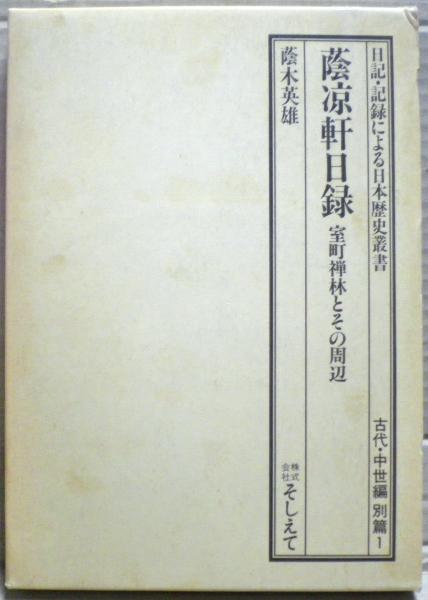 日記・記録による日本歴史叢書 古代・中世編 別篇1
蔭凉軒日録 室町禅林とその周辺
蔭木英雄
株式会社 そしえて